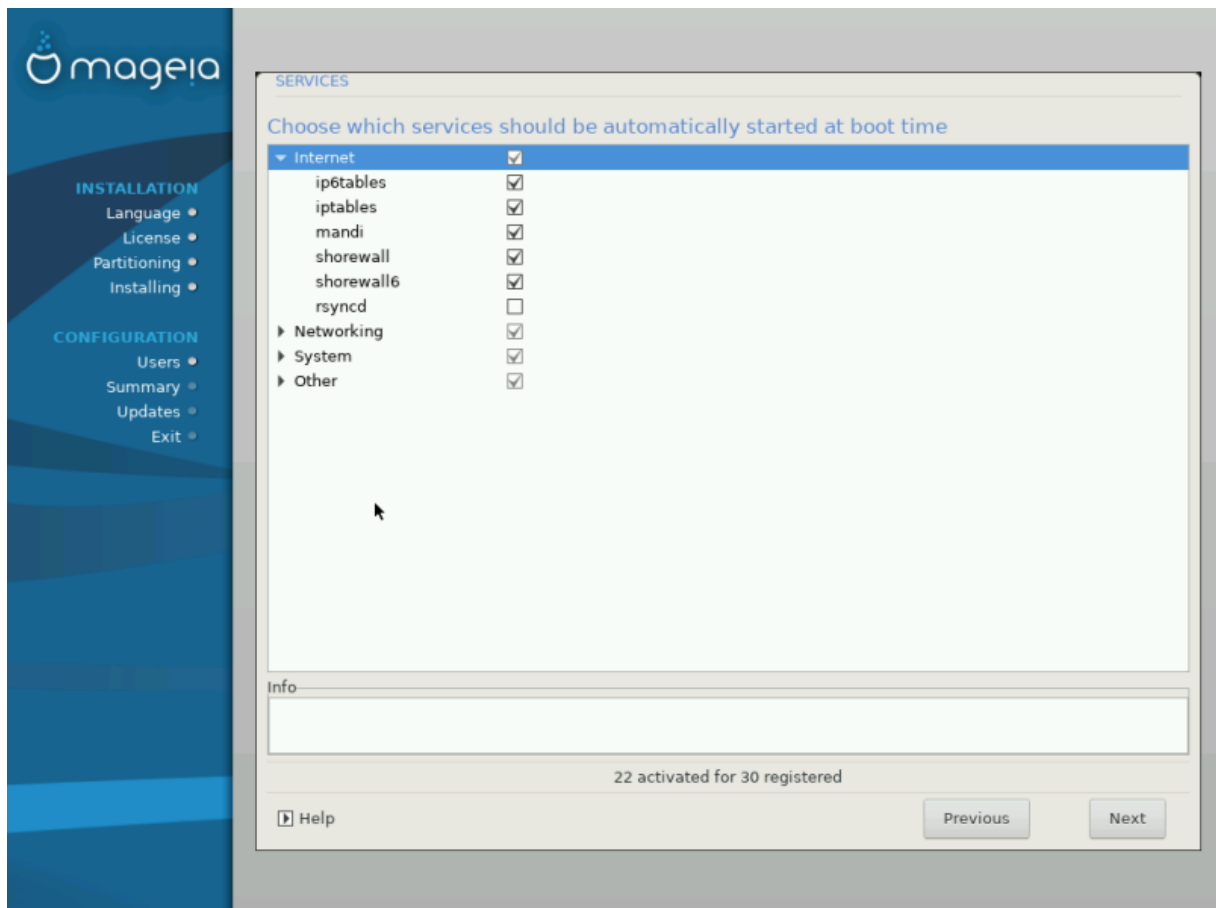 mageia
INSTALLATION
Language
License
Partitioning
Installing
CONFIGURATION
Users
Summary
Updates
Exit
SERVICES
Choose which services should be automatically started at boot time
Internet
ip6tables
iptables
mandi
shorewall
shorewall6
rsyncd
Networking
System
Other
Info
22 activated for 30 registered
Help
Previous
Next